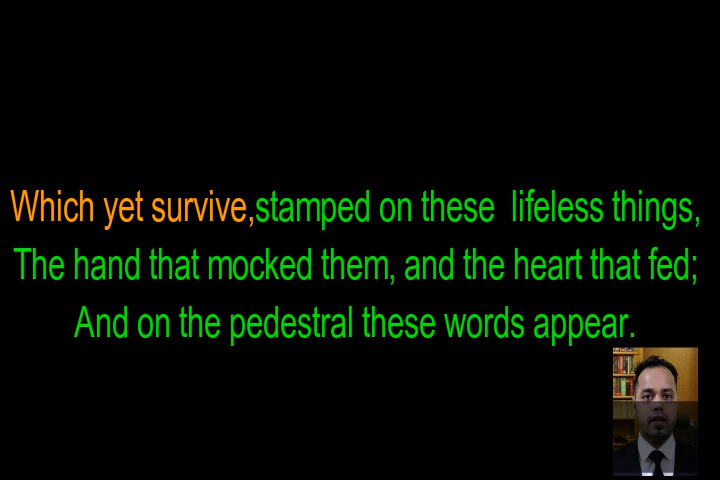 Which yet survive,stamped on these  lifeless things,
The hand that mocked them, and the heart that fed;
And on the pedestral these words appear.